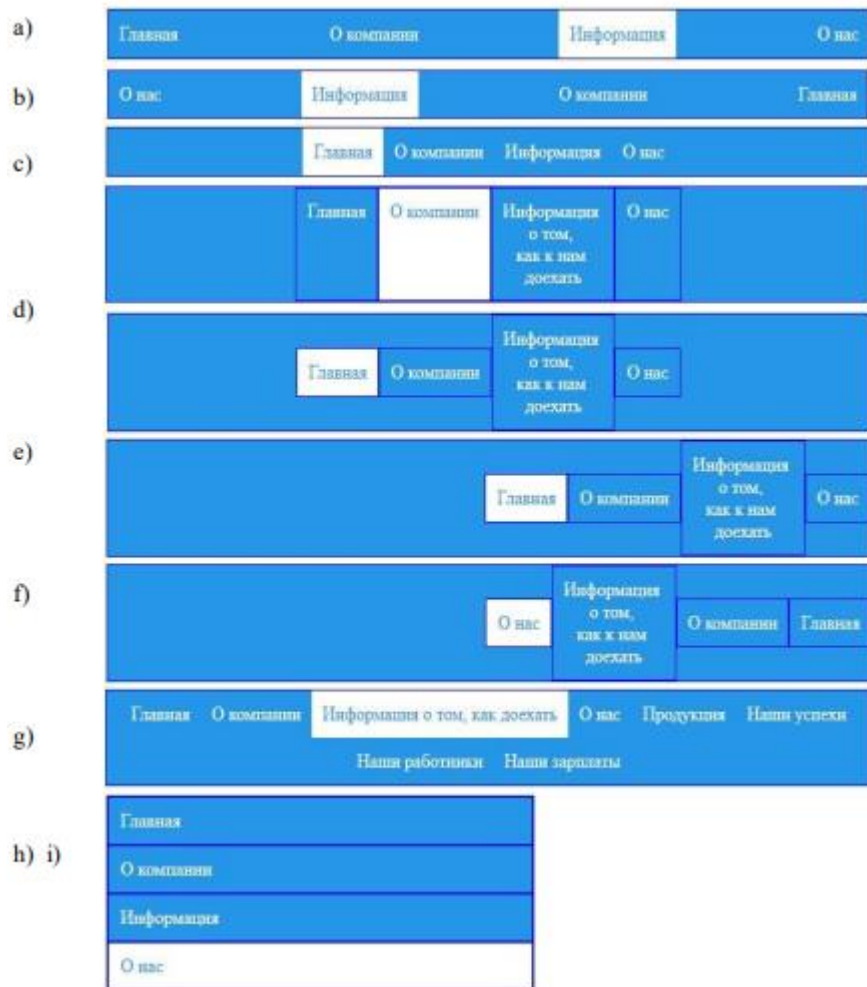 a) Главная О компании Информация О нас
b) О нас Информация О компании Главная
c) Главная О компании Информация О нас
Главная О компании Информация О нас
о том,
как к нам
доехать
d)
Информация
о том,
Главная О компании как к нам О нас
доехать
e)
Информация
о том,
Главная О компании как к нам О нас
доехать
f)
Информация
о том,
О нас как к нам О компании Главная
доехать
g)
Главная О компании Информация о том, как доехать О нас Продукция Наши успехи
Наши работники Наши зарплаты
h) i)
Главная
О компании
Информация
О нас